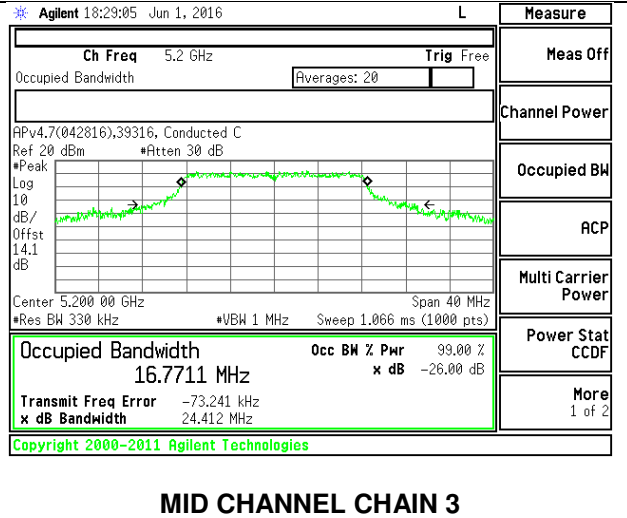 Agilent 18:29:05 Jun 1, 2016 L Measure
Ch Freq 5.2 GHz Trig Free
Occupied Bandwidth Averages: 20
APv4.7(042816),39316, Conducted C
Ref 20 dBm #Atten 30 dB
#Peak
Log
10
dB/
Offst
14.1
dB
Center 5.200 00 GHz Span 40 MHz
#Res BW 330 kHz #VBW 1 MHz Sweep 1.066 ms (1000 pts)
Occupied Bandwidth Occ BW % Pwr 99.00 %
16.7711 MHz x dB -26.00 dB
Transmit Freq Error -73.241 kHz
x dB Bandwidth 24.412 MHz
Copyright 2000-2011 Agilent Technologies
Meas Off
Channel Power
Occupied BW
ACP
Multi Carrier
Power
Power Stat
CCDF
More
1 of 2
MID CHANNEL CHAIN 3